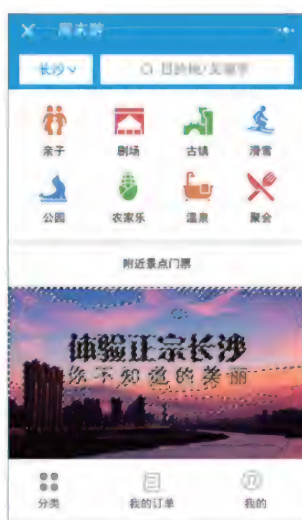 周末游
长沙 目的地/关键字
亲子 剧场 古镇 滑雪
公园 农家乐 温泉 聚会
附近景点门票
体验正宗长沙
你不知道的美丽
分类 我的订单 我的